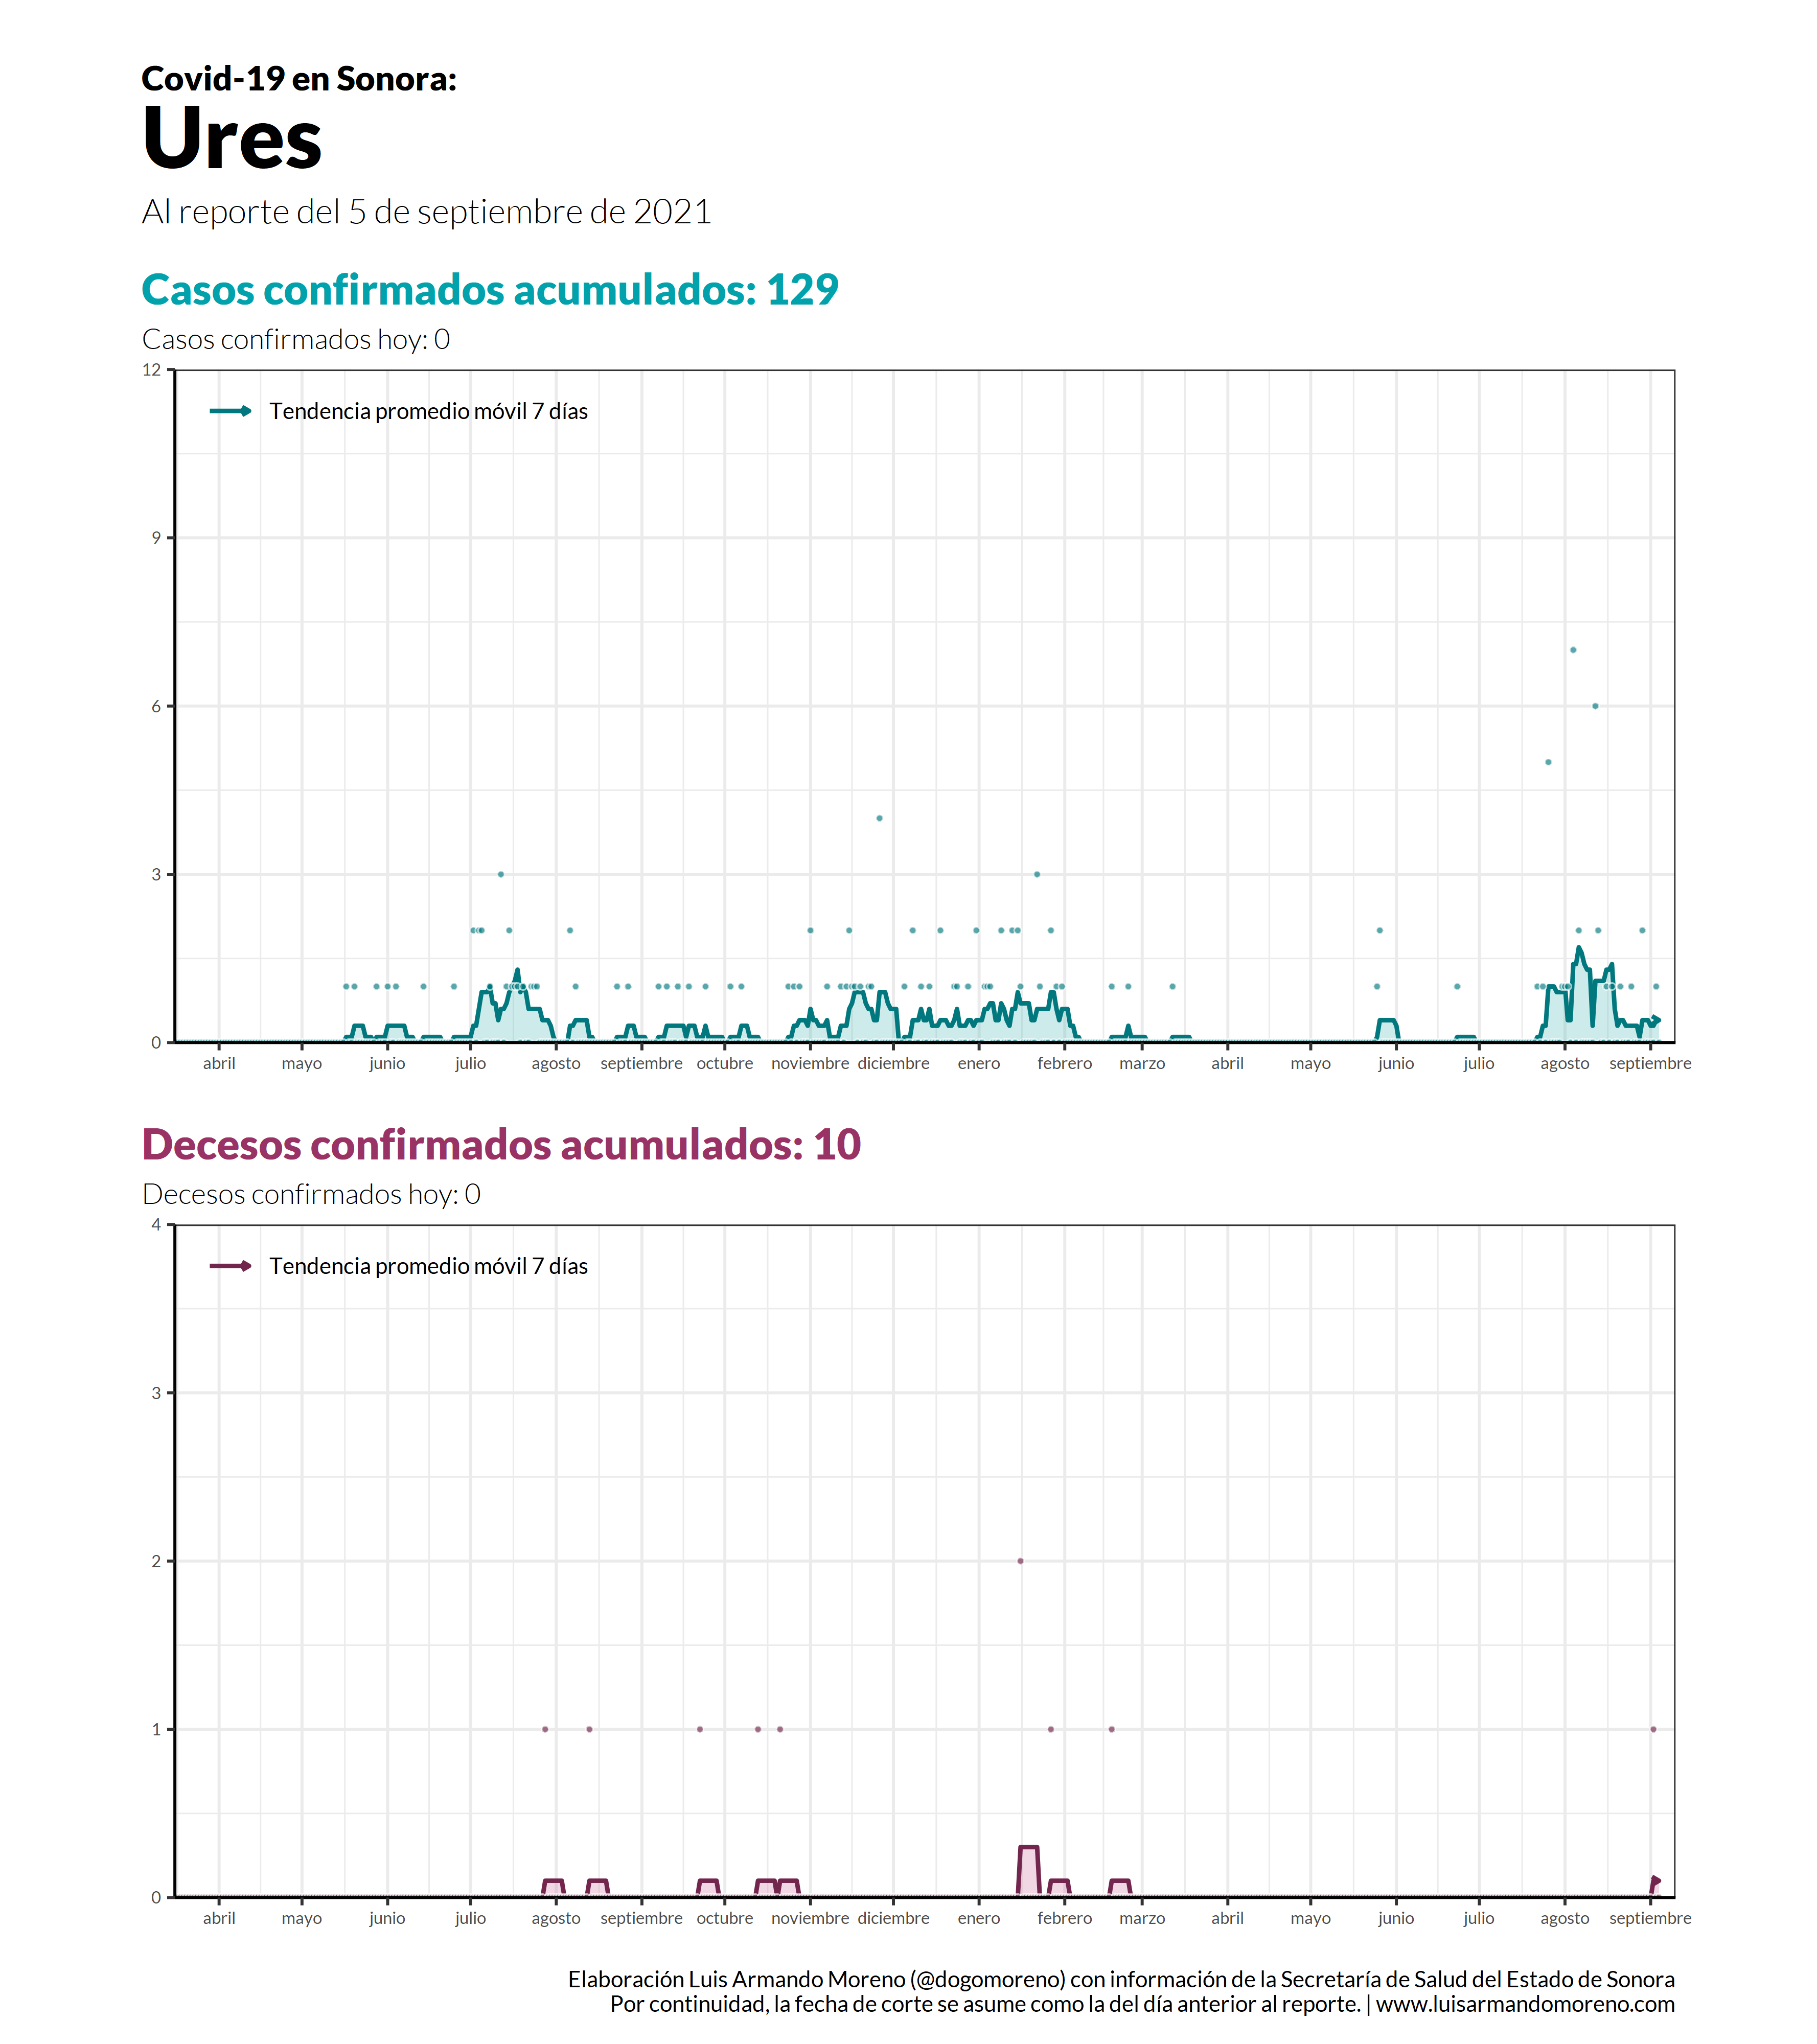 Covid-19 en Sonora:
Ures
Al reporte del 5 de septiembre de 2021
Casos confirmados acumulados: 129
Casos confirmados hoy: 0
12
Tendencia promedio móvil 7 días
9
6
3
0
abril mayo junio julio agosto septiembre octubre noviembre diciembre enero febrero marzo abril mayo junio julio agosto septiembre
Decesos confirmados acumulados: 10
Decesos confirmados hoy: 0
4
Tendencia promedio móvil 7 días
3
2
1
0
abril mayo junio julio agosto septiembre octubre noviembre diciembre enero febrero marzo abril mayo junio julio agosto septiembre
Elaboración Luis Armando Moreno (@dogomoreno) con información de la Secretaría de Salud del Estado de Sonora
Por continuidad, la fecha de corte se asume como la del día anterior al reporte. | www.luisarmandomoreno.com